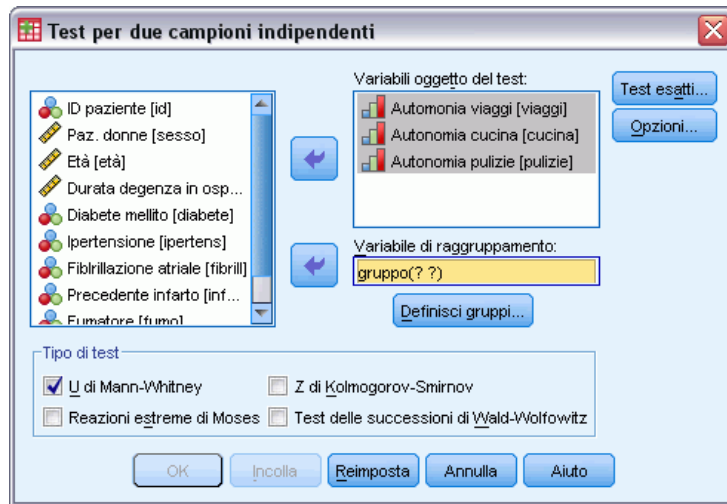 Test per due campioni indipendenti
Variabili oggetto del test:
ID paziente [id]
Paz. donne [sesso]
Età [età]
Durata degenza in osp...
Diabete mellito [diabete]
Ipertensione [ipertens]
Fiblrillazione atriale [fibrill]
Precedente infarto [inf...
Fumatore [fumo]
Automonia viaggi [viaggi]
Autonomia cucina [cucina]
Autonomia pulizie [pulizie]
Test esatti...
Opzioni...
Variabile di raggruppamento:
gruppo(? ?)
Definisci gruppi...
Tipo di test
U di Mann-Whitney
Z di Kolmogorov-Smirnov
Reazioni estreme di Moses
Test delle successioni di Wald-Wolfowitz
OK
Incolla
Reimposta
Annulla
Aiuto